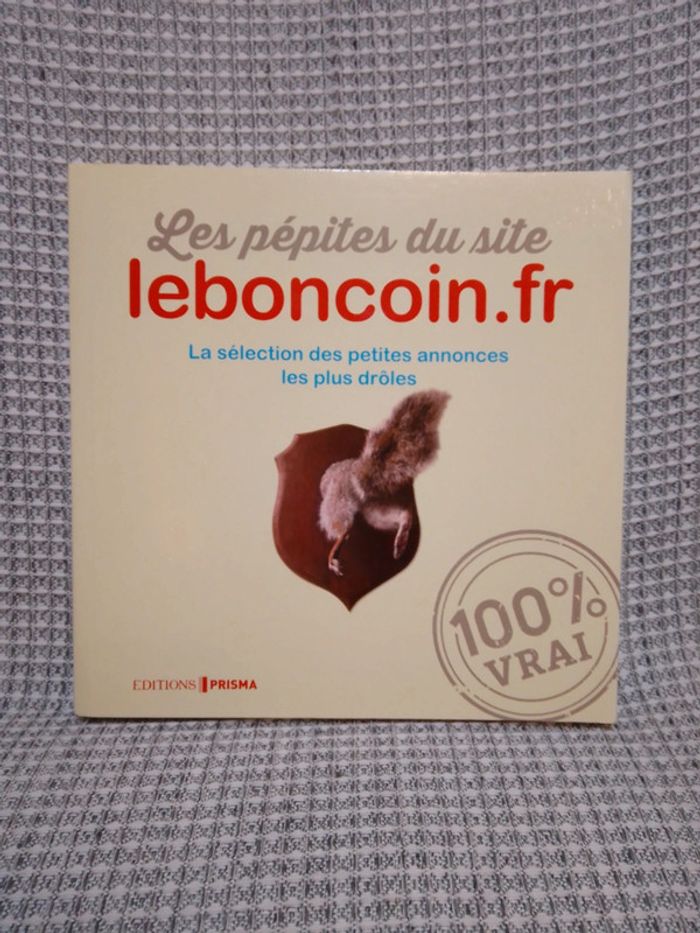 Les pépites du site
leboncoin.fr
La sélection des petites annonces
les plus drôles
100%
VRAI
EDITIONS PRISMA